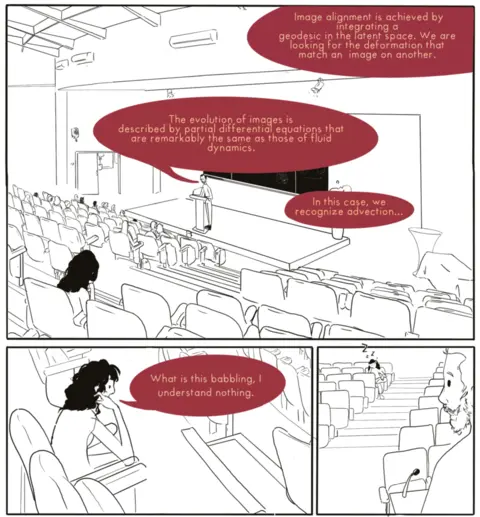 Image alignment is achieved by
integrating a
geodesic in the latent space. We are
looking for the deformation that
match an image on another.
The evolution of images is
described by partial differential equations that
are remarkably the same as those of fluid
dynamics.
In this case, we
recognize advection...
What is this babbling, I
understand nothing.
z z z